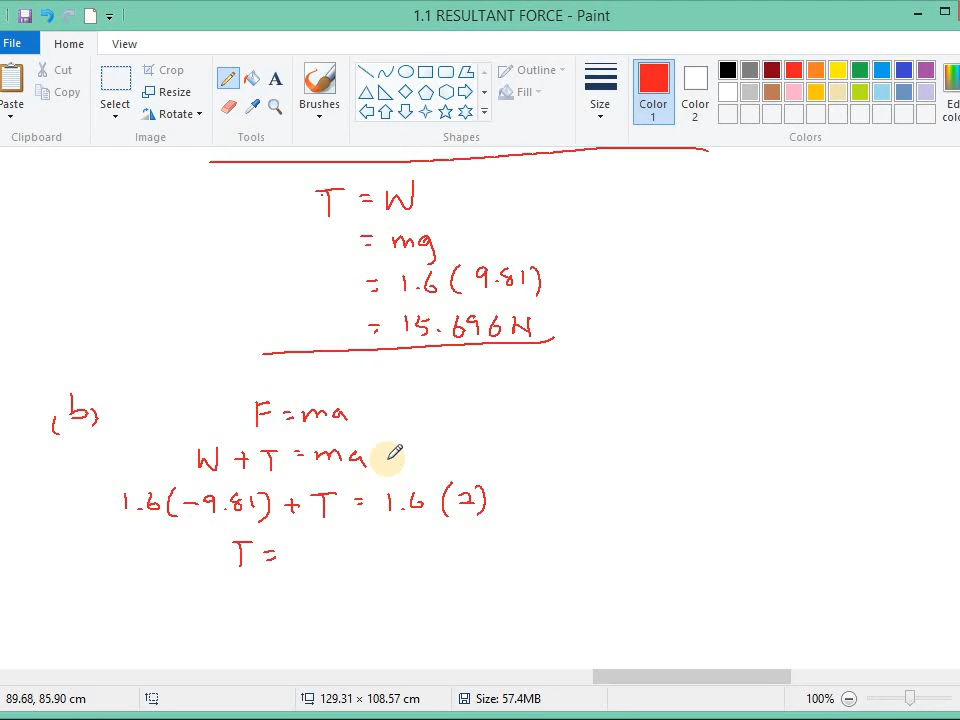 1.1 RESULTANT FORCE - Paint
File Home View
Cut
Copy
Paste
Clipboard
Select
Crop
Resize
Rotate
Image
A
Tools
Brushes
Shapes
Outline
Fill
Size
Color 1
Color 2
Colors
T = W
= mg
= 1.6 ( 9.81)
= 15.696 N
(b)
F = ma
W + T = ma
1.6(-9.81) + T = 1.6 (2)
T =
89.68, 85.90 cm
129.31 × 108.57 cm
Size: 57.4MB
100%